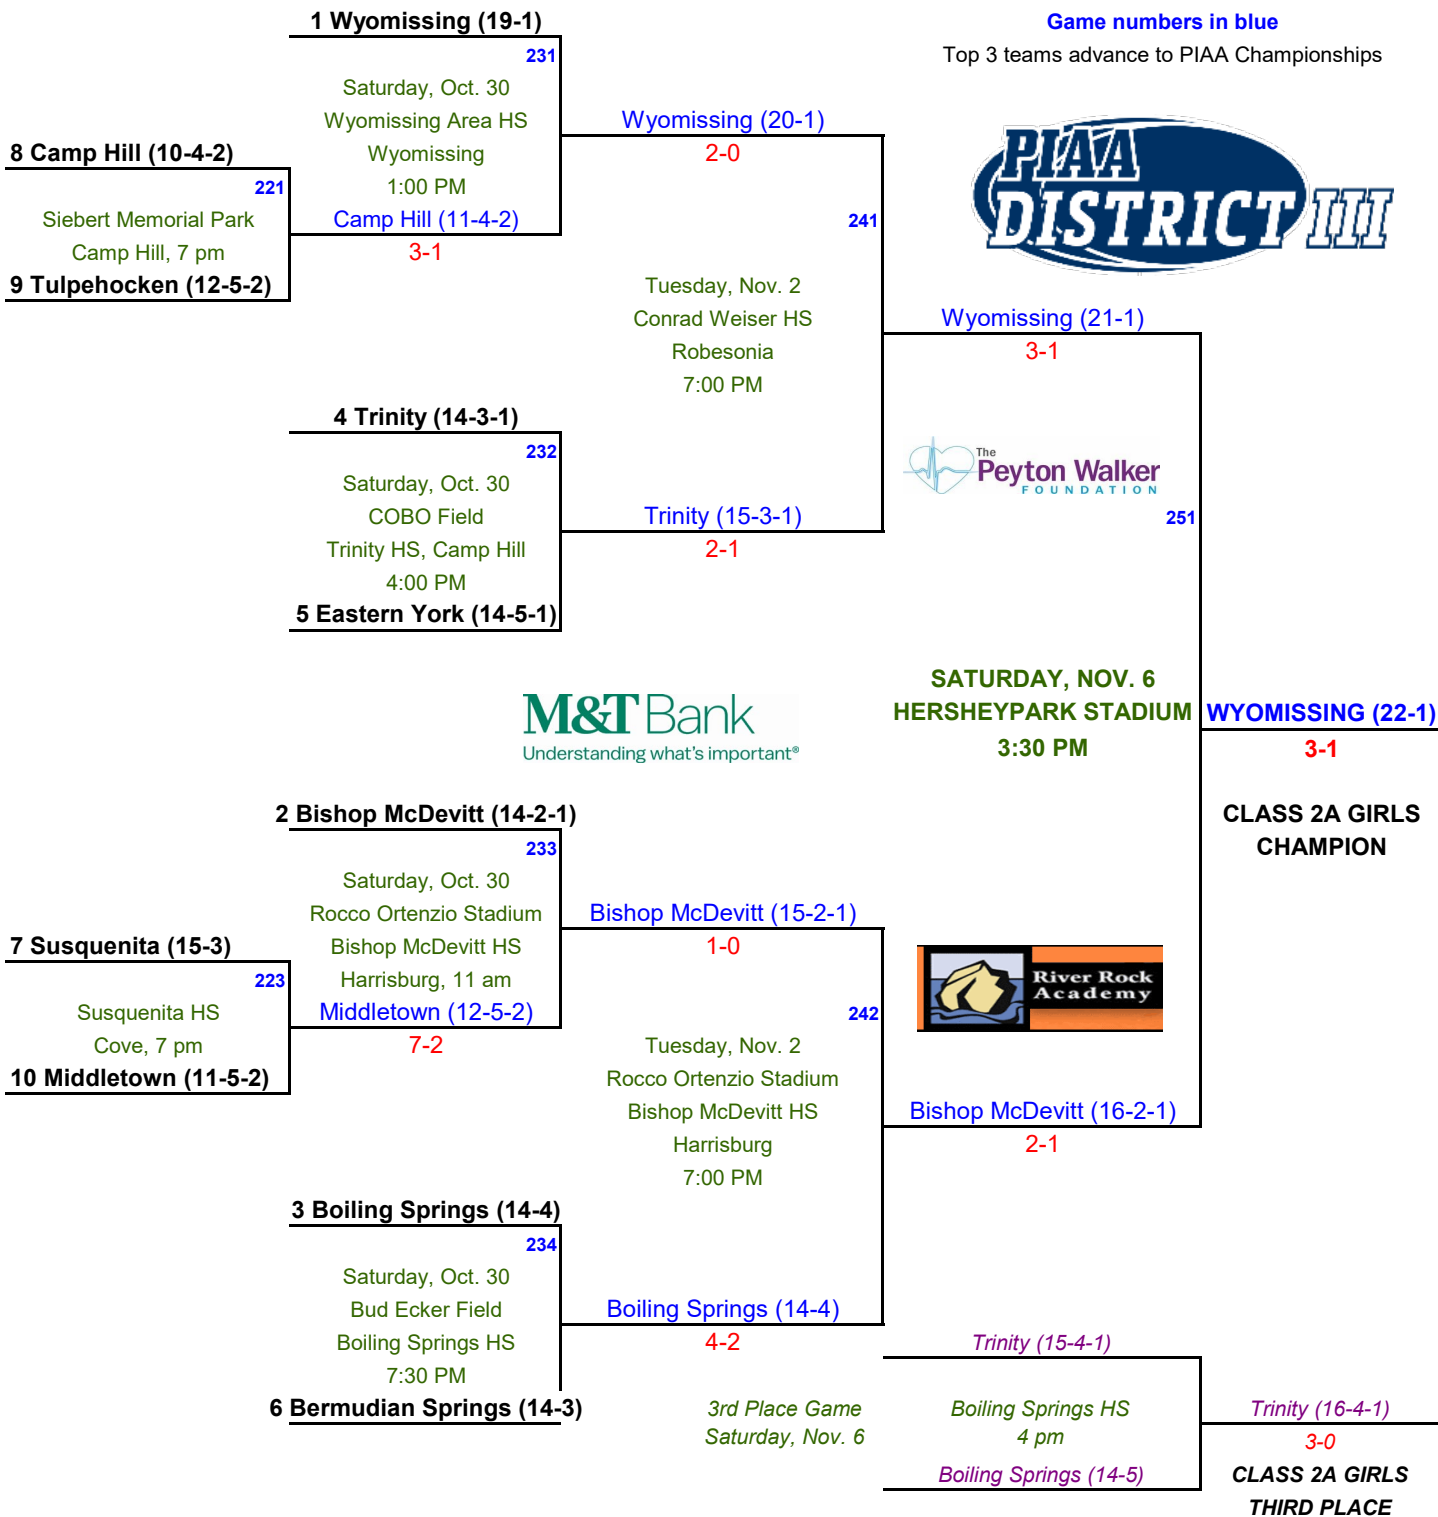 1 Wyomissing (19-1)
Game numbers in blue
231
Top 3 teams advance to PIAA Championships
Saturday, Oct. 30
Wyomissing Area HS
Wyomissing
1:00 PM
Wyomissing (20-1)
2-0
PIAA
DISTRICT III
8 Camp Hill (10-4-2)
221
Siebert Memorial Park
Camp Hill, 7 pm
9 Tulpehocken (12-5-2)
Camp Hill (11-4-2)
3-1
241
Tuesday, Nov. 2
Conrad Weiser HS
Robesonia
7:00 PM
Wyomissing (21-1)
3-1
4 Trinity (14-3-1)
232
Saturday, Oct. 30
COBO Field
Trinity HS, Camp Hill
4:00 PM
5 Eastern York (14-5-1)
Trinity (15-3-1)
2-1
The
Peyton Walker
FOUNDATION
251
M&T Bank
Understanding what's important®
SATURDAY, NOV. 6
HERSHEYPARK STADIUM
3:30 PM
WYOMISSING (22-1)
3-1
CLASS 2A GIRLS
CHAMPION
2 Bishop McDevitt (14-2-1)
233
Saturday, Oct. 30
Rocco Ortenzio Stadium
Bishop McDevitt HS
Harrisburg, 11 am
Bishop McDevitt (15-2-1)
1-0
7 Susquenita (15-3)
223
Susquenita HS
Cove, 7 pm
10 Middletown (11-5-2)
Middletown (12-5-2)
7-2
242
Tuesday, Nov. 2
Rocco Ortenzio Stadium
Bishop McDevitt HS
Harrisburg
7:00 PM
River Rock
Academy
Bishop McDevitt (16-2-1)
2-1
3 Boiling Springs (14-4)
234
Saturday, Oct. 30
Bud Ecker Field
Boiling Springs HS
7:30 PM
6 Bermudian Springs (14-3)
Boiling Springs (14-4)
4-2
3rd Place Game
Saturday, Nov. 6
Trinity (15-4-1)
Boiling Springs HS
4 pm
Boiling Springs (14-5)
Trinity (16-4-1)
3-0
CLASS 2A GIRLS
THIRD PLACE